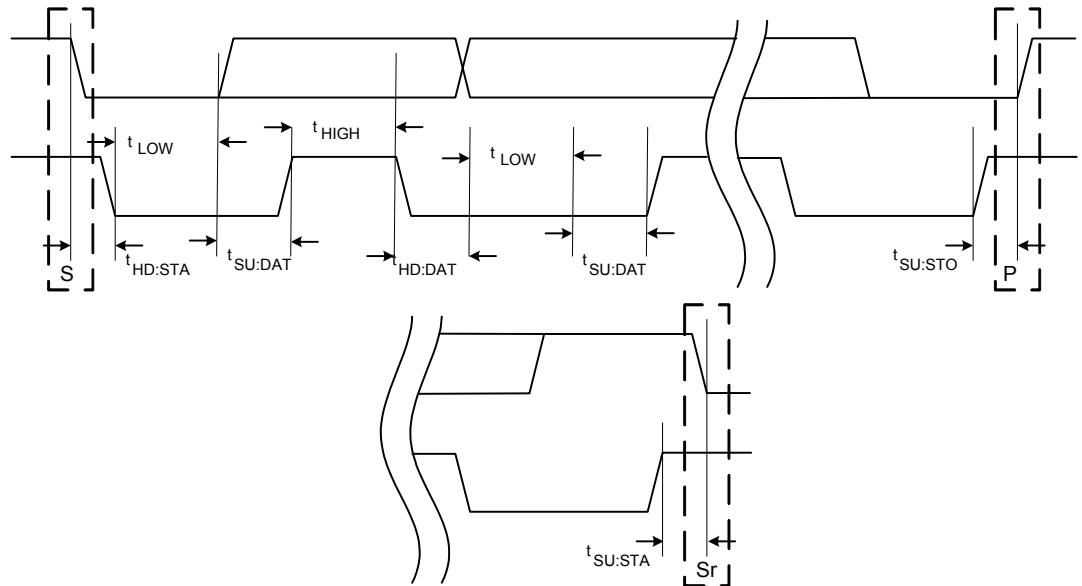 t HIGH
t LOW
t LOW
t HD:STA
t SU:DAT
t HD:DAT
t SU:DAT
t SU:STO
S
P
t SU:STA
Sr